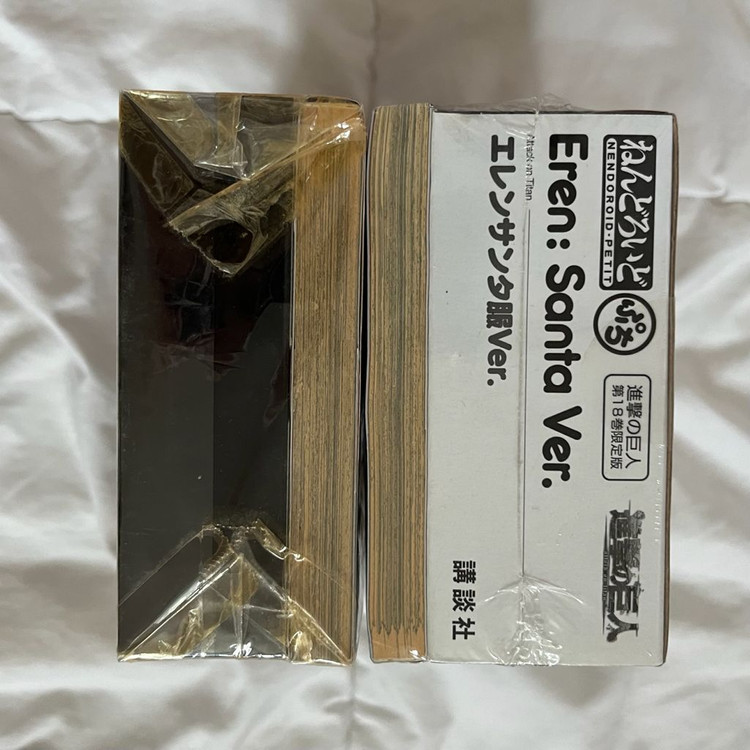 ねんどろいど
NENDOROID・PETIT
ぷち
進撃の巨人
第18巻限定版
進撃の巨人
Eren: Santa Ver.
Attack on Titan
エレンサンタ服Ver.
講談社